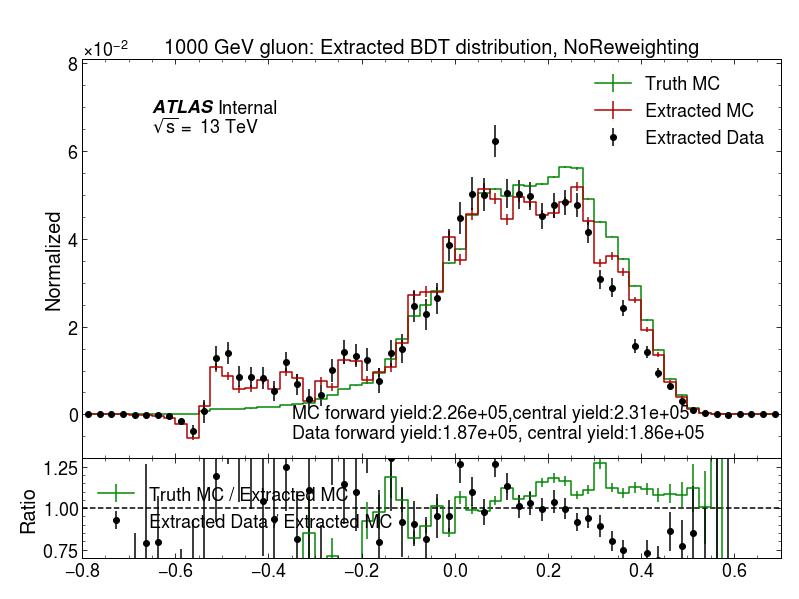 ×10⁻²
1000 GeV gluon: Extracted BDT distribution, NoReweighting
8
6
4
2
0
Normalized
ATLAS Internal
√s = 13 TeV
Truth MC
Extracted MC
Extracted Data
MC forward yield:2.26e+05,central yield:2.31e+05
Data forward yield:1.87e+05, central yield:1.86e+05
1.25
1.00
0.75
Ratio
Truth MC / Extracted MC
Extracted Data / Extracted MC
−0.8 −0.6 −0.4 −0.2 0.0 0.2 0.4 0.6